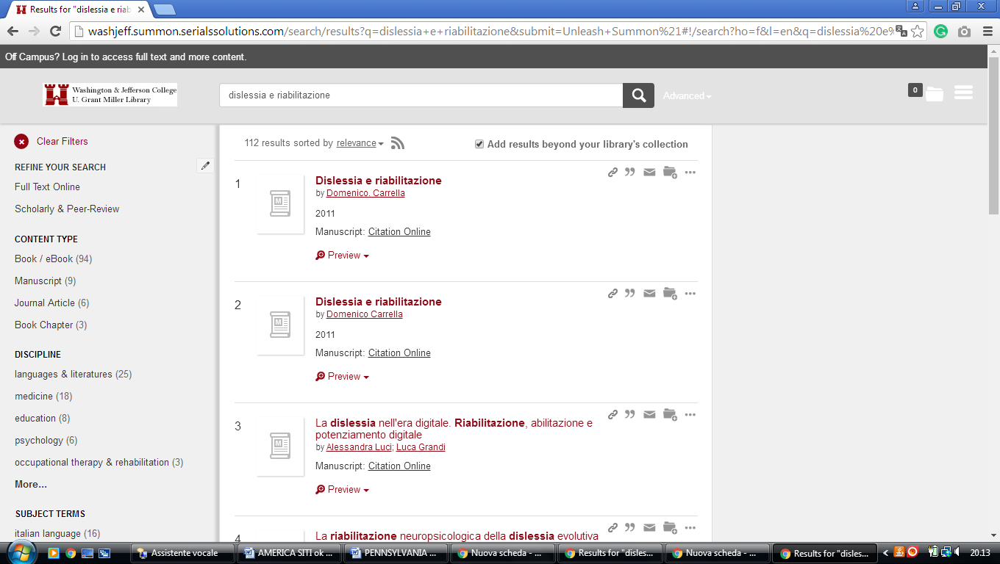 Results for "dislessia e riab
washjeff.summon.serialssolutions.com/search/results?q=dislessia+e+riabilitazione&submit=Unleash+Summon%21#!/search?ho=f&l=en&q=dislessia%20e%
Off Campus? Log in to access full text and more content.
Washington & Jefferson College
U. Grant Miller Library
dislessia e riabilitazione
Advanced
0
Clear Filters
REFINE YOUR SEARCH
Full Text Online
Scholarly & Peer-Review
CONTENT TYPE
Book / eBook (94)
Manuscript (9)
Journal Article (6)
Book Chapter (3)
DISCIPLINE
languages & literatures (25)
medicine (18)
education (8)
psychology (6)
occupational therapy & rehabilitation (3)
More...
SUBJECT TERMS
italian language (16)
112 results sorted by relevance
Add results beyond your library's collection
1
M
Dislessia e riabilitazione
by Domenico. Carrella
2011
Manuscript: Citation Online
Preview
2
M
Dislessia e riabilitazione
by Domenico Carrella
2011
Manuscript: Citation Online
Preview
3
M
La dislessia nell'era digitale. Riabilitazione, abilitazione e
potenziamento digitale
by Alessandra Luci; Luca Grandi
Manuscript: Citation Online
Preview
4
La riabilitazione neuropsicologica della dislessia evolutiva
Assistente vocale
AMERICA SITI ok ...
PENNSYLVANIA ...
Nuova scheda - ...
Results for "disles...
Nuova scheda - ...
Results for "disles...
20.13